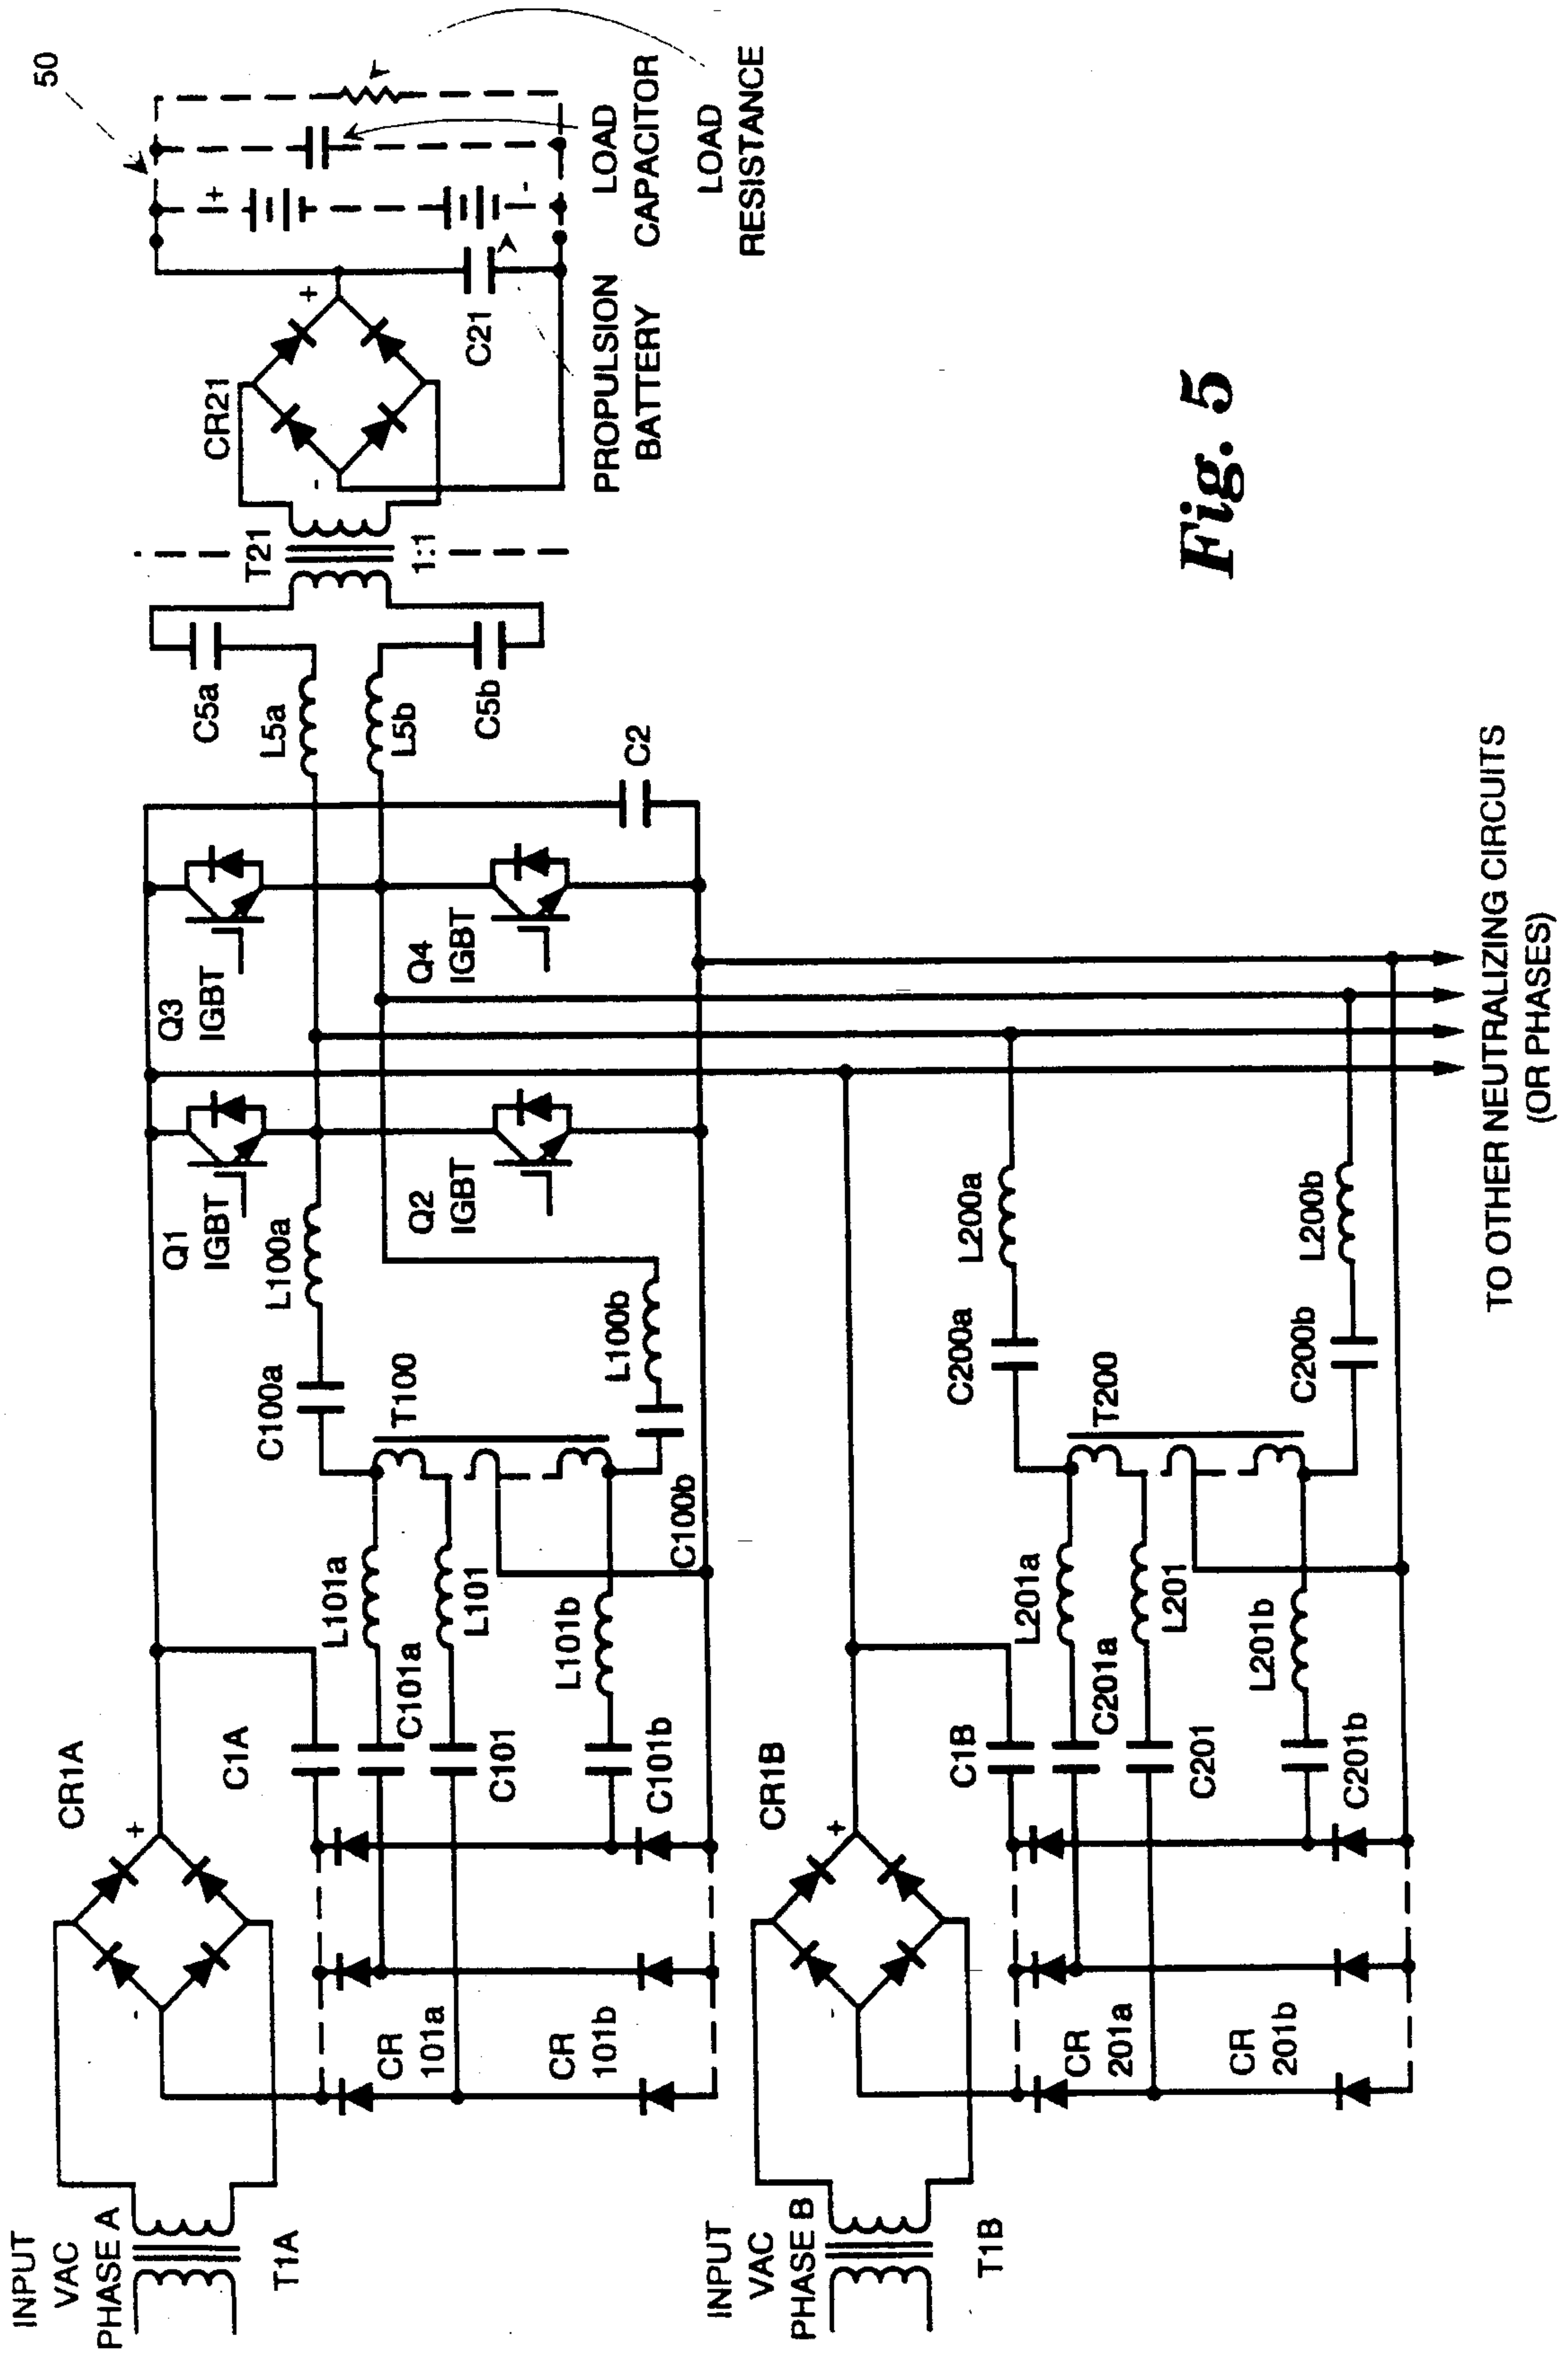 50
LOAD
CAPACITOR
LOAD
RESISTANCE
+
-
+
CR21
C21
PROPULSION
BATTERY
-
T21
1:1
C5a
L5a
L5b
C5b
C2
Q3
IGBT
Q4
IGBT
Q1
IGBT
Q2
IGBT
L100a
C100a
T100
L100b
C100b
L101a
C101a
L101
C101
L101b
C101b
CR1A
+
-
C1A
CR
101a
CR
101b
INPUT
VAC
PHASE A
T1A
L200a
C200a
T200
L200b
C200b
L201a
C201a
L201
C201
L201b
C201b
CR1B
+
-
C1B
CR
201a
CR
201b
INPUT
VAC
PHASE B
T1B
TO OTHER NEUTRALIZING CIRCUITS
(OR PHASES)
Fig. 5